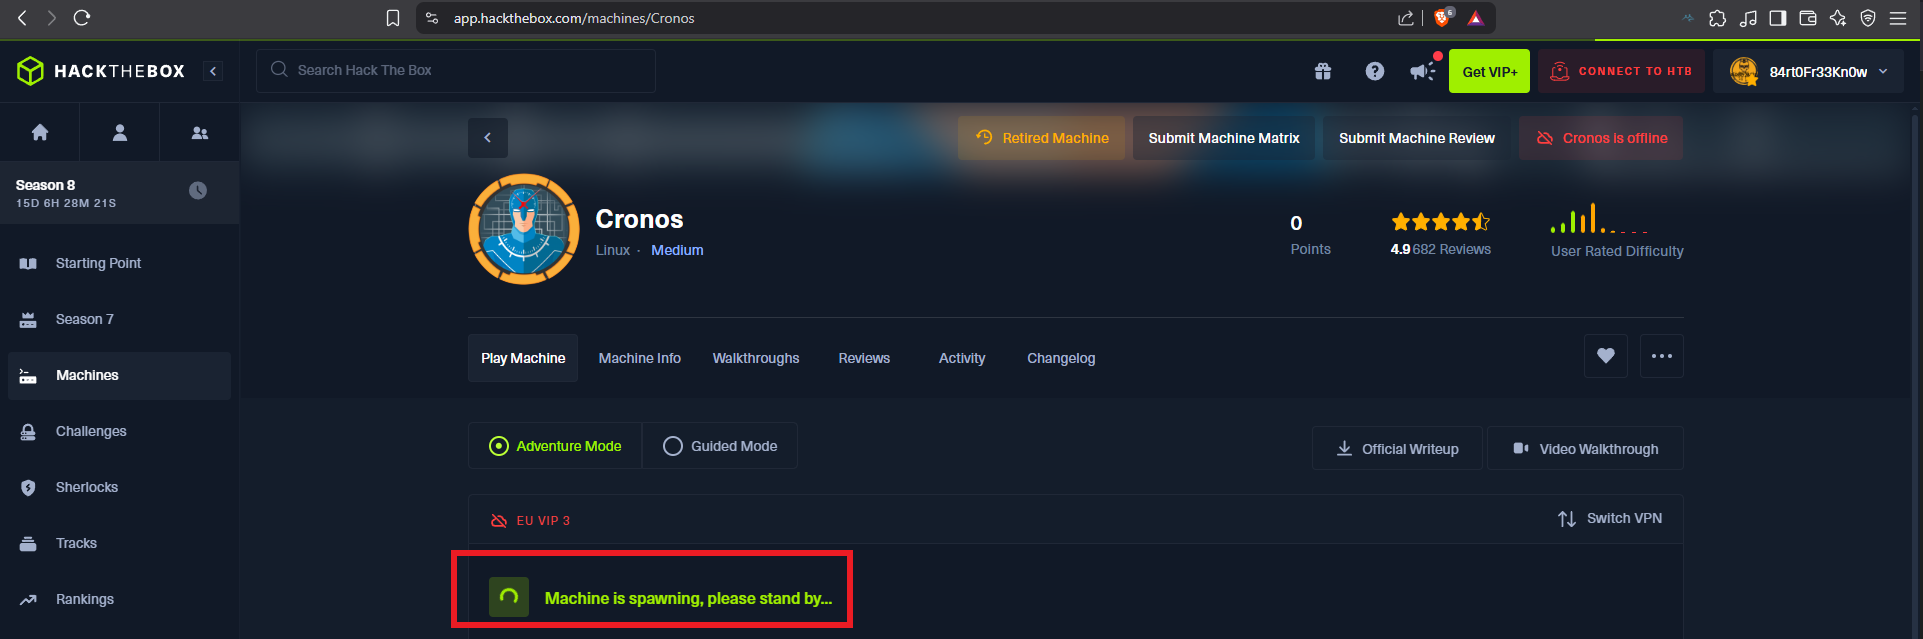 app.hackthebox.com/machines/Cronos
6
HACKTHEBOX
Search Hack The Box
Get VIP+
CONNECT TO HTB
84rt0Fr33Kn0w
Retired Machine
Submit Machine Matrix
Submit Machine Review
Cronos is offline
Season 8
15D 6H 28M 21S
Cronos
Linux · Medium
0
Points
4.9 682 Reviews
User Rated Difficulty
Starting Point
Season 7
Machines
Challenges
Sherlocks
Tracks
Rankings
Play Machine
Machine Info
Walkthroughs
Reviews
Activity
Changelog
Adventure Mode
Guided Mode
Official Writeup
Video Walkthrough
EU VIP 3
Switch VPN
Machine is spawning, please stand by...